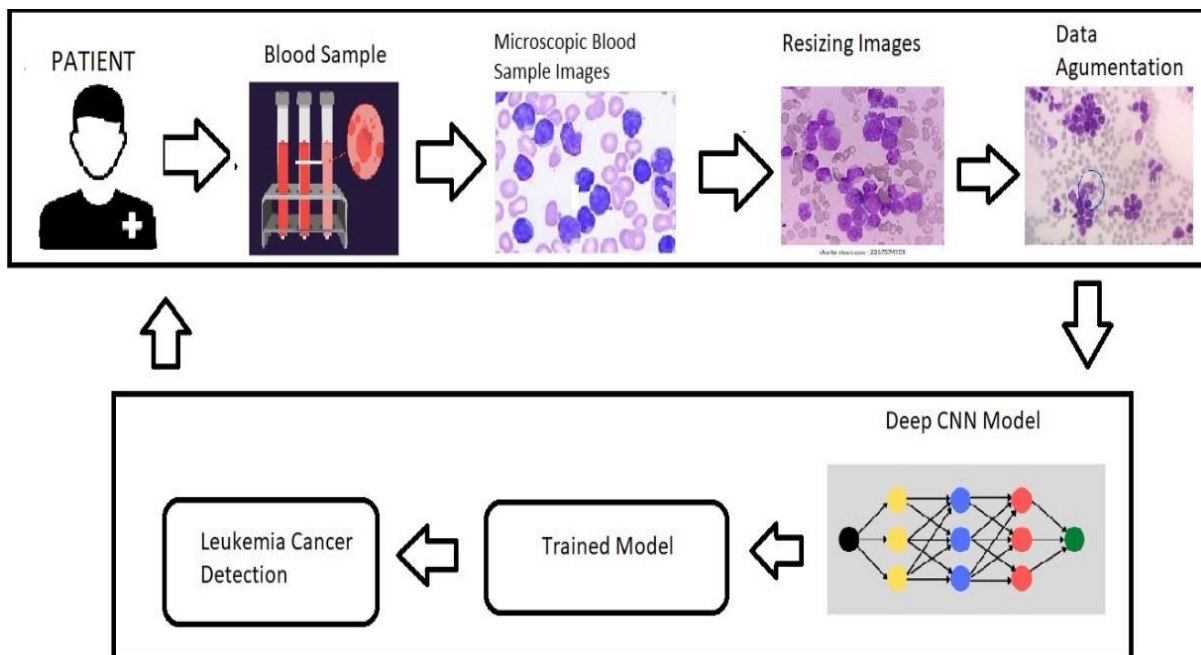 PATIENT
Blood Sample
Microscopic Blood
Sample Images
Resizing Images
Data
Agumentation
Deep CNN Model
Trained Model
Leukemia Cancer
Detection